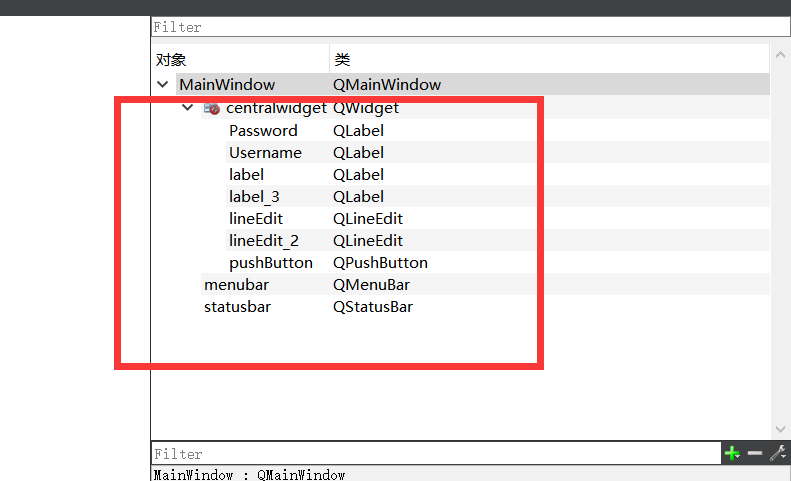 Filter
对象 类
MainWindow QMainWindow
centralwidget QWidget
Password QLabel
Username QLabel
label QLabel
label_3 QLabel
lineEdit QLineEdit
lineEdit_2 QLineEdit
pushButton QPushButton
menubar QMenuBar
statusbar QStatusBar
Filter
MainWindow : QMainWindow